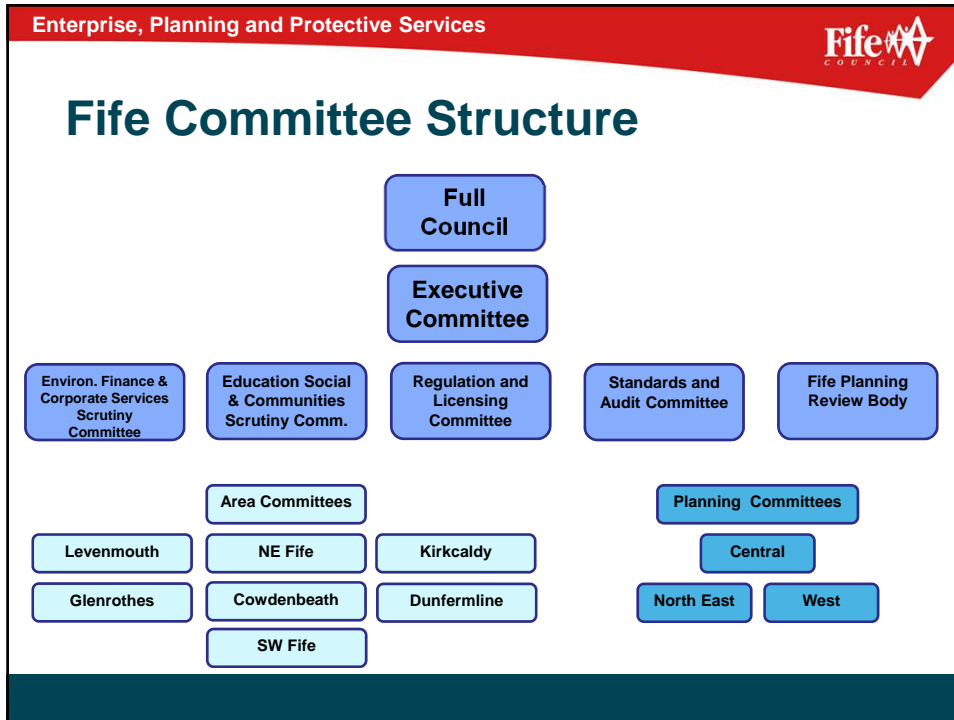 Enterprise, Planning and Protective Services
Fife
COUNCIL
Fife Committee Structure
Full
Council
Executive
Committee
Environ. Finance &
Corporate Services
Scrutiny
Committee
Education Social
& Communities
Scrutiny Comm.
Regulation and
Licensing
Committee
Standards and
Audit Committee
Fife Planning
Review Body
Area Committees
Levenmouth
NE Fife
Kirkcaldy
Glenrothes
Cowdenbeath
Dunfermline
SW Fife
Planning Committees
Central
North East
West